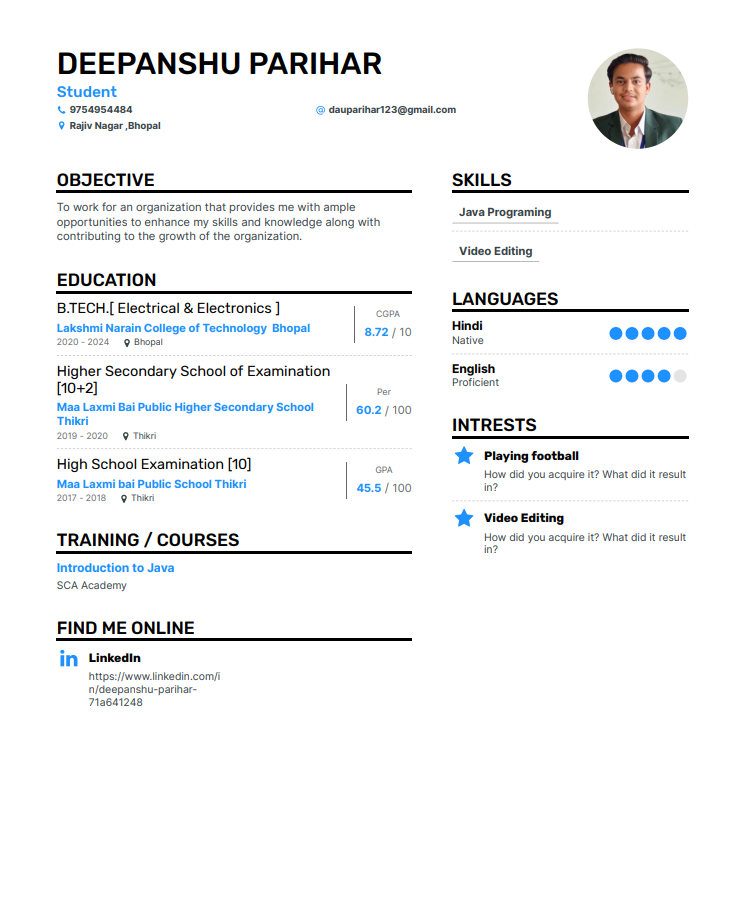 DEEPANSHU PARIHAR
Student
9754954484
@ dauparihar123@gmail.com
Rajiv Nagar ,Bhopal
OBJECTIVE
To work for an organization that provides me with ample
opportunities to enhance my skills and knowledge along with
contributing to the growth of the organization.
EDUCATION
B.TECH.[ Electrical & Electronics ]
Lakshmi Narain College of Technology Bhopal
2020 - 2024 Bhopal
CGPA
8.72 / 10
Higher Secondary School of Examination
[10+2]
Maa Laxmi Bai Public Higher Secondary School
Thikri
2019 - 2020 Thikri
Per
60.2 / 100
High School Examination [10]
Maa Laxmi bai Public School Thikri
2017 - 2018 Thikri
GPA
45.5 / 100
TRAINING / COURSES
Introduction to Java
SCA Academy
FIND ME ONLINE
in LinkedIn
https://www.linkedin.com/i
n/deepanshu-parihar-
71a641248
SKILLS
Java Programing
Video Editing
LANGUAGES
Hindi
Native
English
Proficient
INTRESTS
Playing football
How did you acquire it? What did it result
in?
Video Editing
How did you acquire it? What did it result
in?